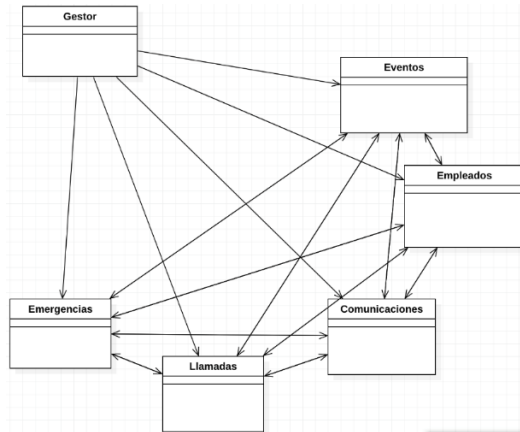 Gestor
Eventos
Empleados
Emergencias
Comunicaciones
Llamadas